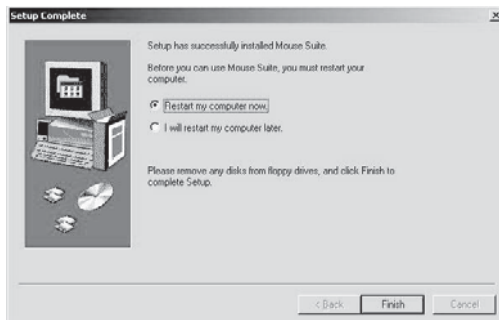 Setup Complete
Setup has successfully installed Mouse Suite.
Before you can use Mouse Suite, you must restart your
computer.
Restart my computer now.
I will restart my computer later.
Please remove any disks from floppy drives, and click Finish to
complete Setup.
< Back
Finish
Cancel